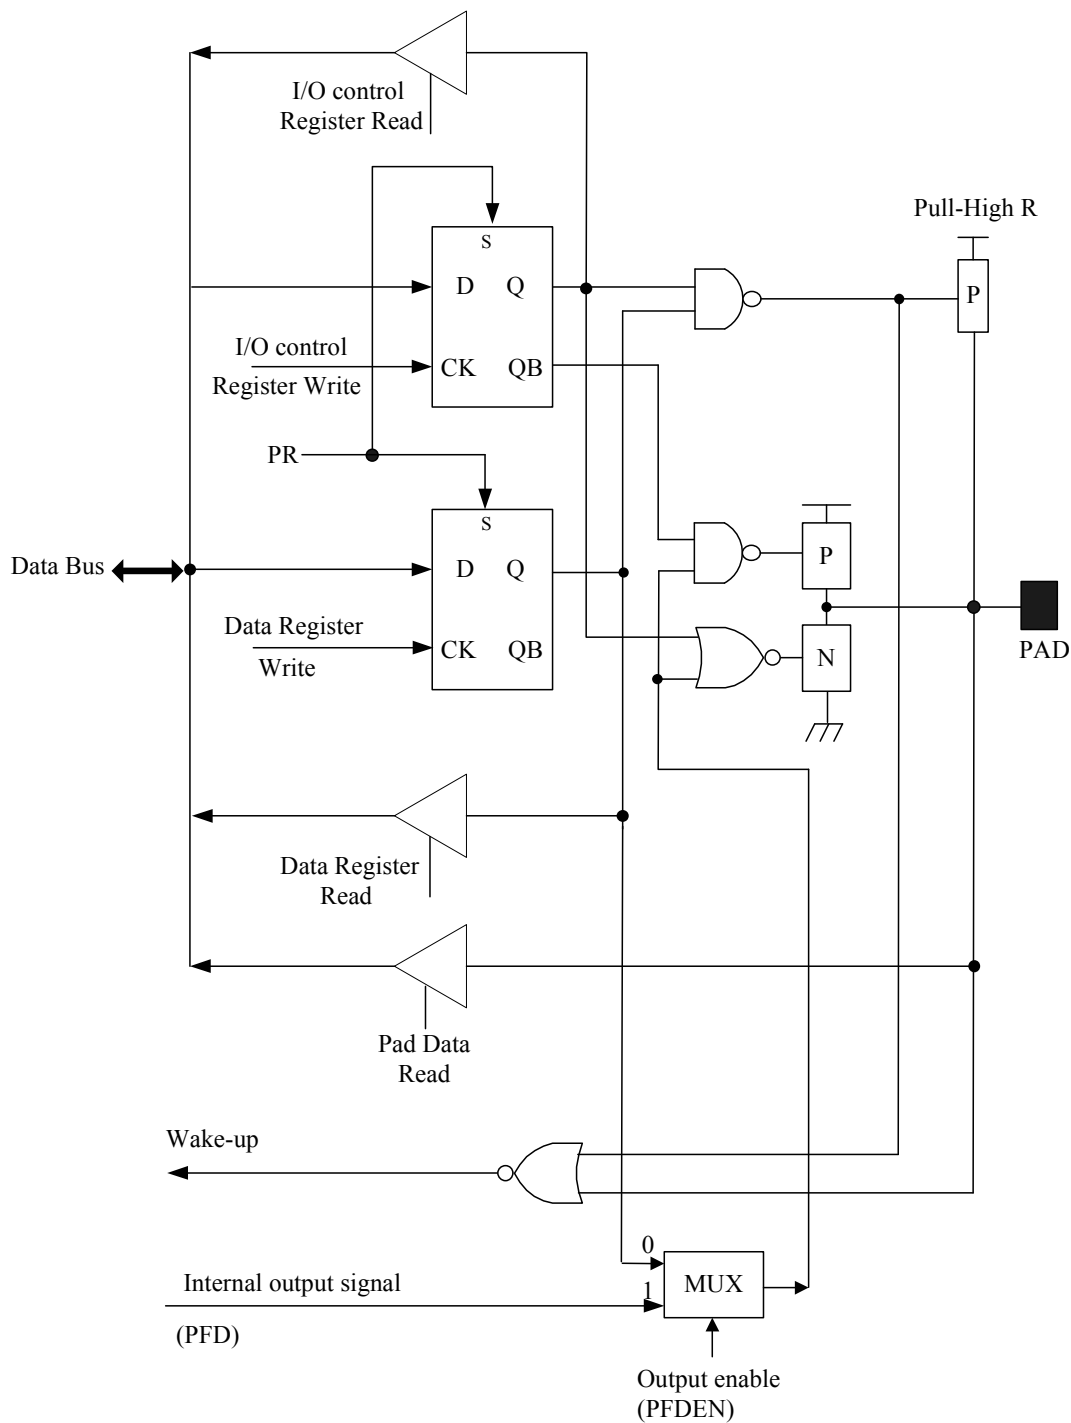 I/O control
Register Read
Pull-High R
S
D Q
P
I/O control
CK QB
Register Write
PR
S
D Q
P
Data Bus
Data Register
CK QB
N
Write
PAD
Data Register
Read
Pad Data
Read
Wake-up
0
Internal output signal
MUX
1
(PFD)
Output enable
(PFDEN)